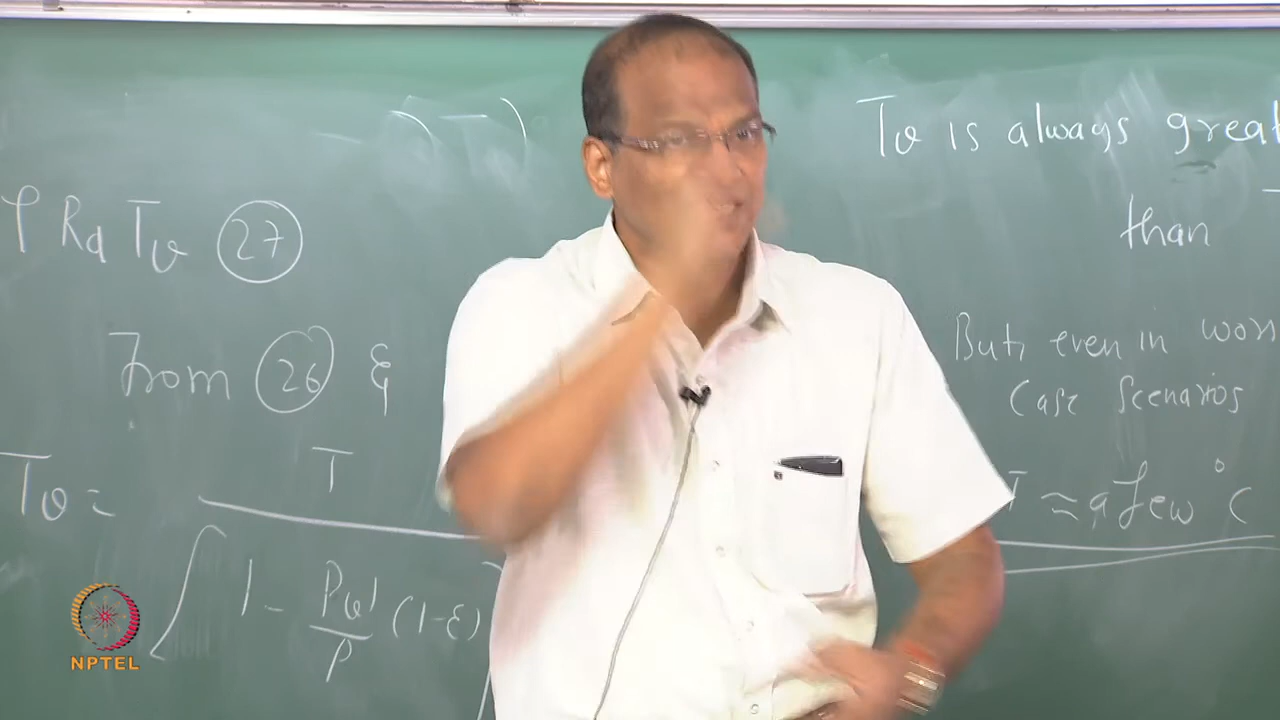 ρ Rd Tv 27
From 26 &
Tv = T
[ 1 - Pv/P (1-ε)
Tv is always great
than
But, even in wors
Case Scenarios
T ≈ a few °C
NPTEL